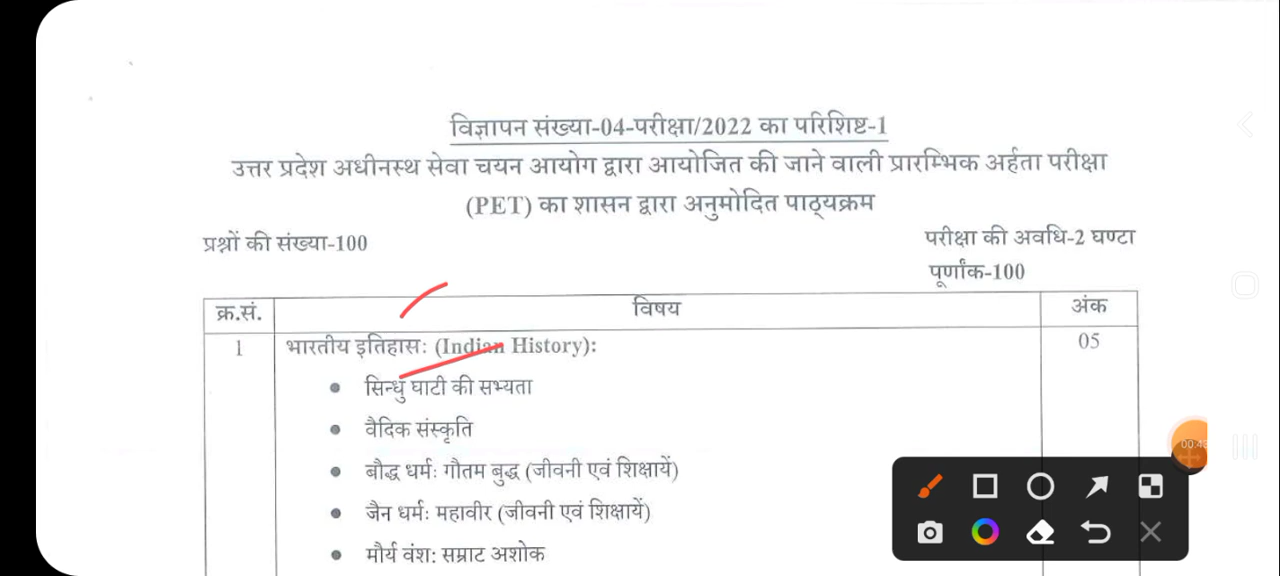 विज्ञापन संख्या-04-परीक्षा/2022 का परिशिष्ट-1
उत्तर प्रदेश अधीनस्थ सेवा चयन आयोग द्वारा आयोजित की जाने वाली प्रारम्भिक अर्हता परीक्षा
(PET) का शासन द्वारा अनुमोदित पाठ्यक्रम
प्रश्नों की संख्या-100 परीक्षा की अवधि-2 घण्टा
पूर्णांक-100
क्र.सं. विषय अंक
1 भारतीय इतिहास: (Indian History): 05
• सिन्धु घाटी की सभ्यता
• वैदिक संस्कृति
• बौद्ध धर्म: गौतम बुद्ध (जीवनी एवं शिक्षायें)
• जैन धर्म: महावीर (जीवनी एवं शिक्षायें)
• मौर्य वंश: सम्राट अशोक